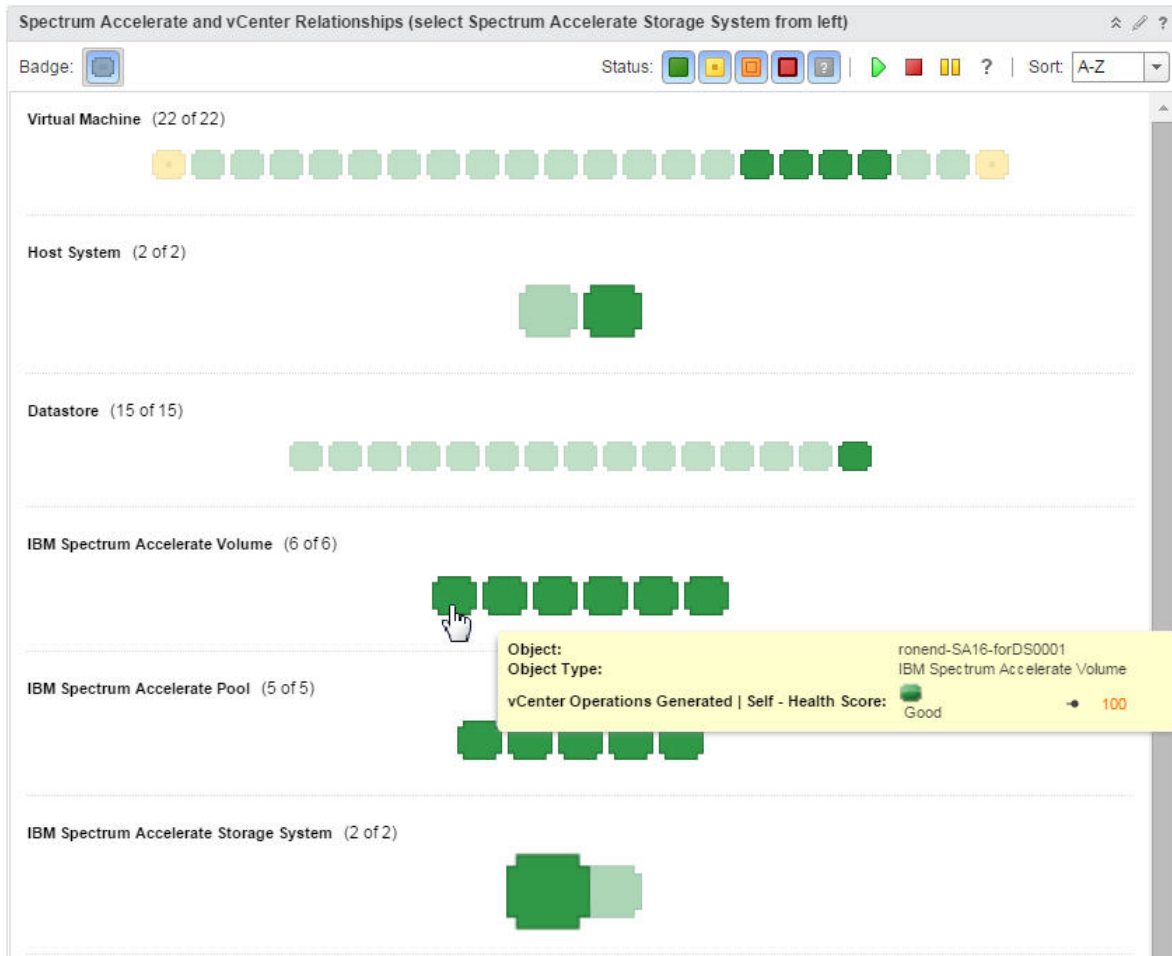 Spectrum Accelerate and vCenter Relationships (select Spectrum Accelerate Storage System from left) ?
Badge: Status: ? ? Sort: A-Z
Virtual Machine (22 of 22)
Host System (2 of 2)
Datastore (15 of 15)
IBM Spectrum Accelerate Volume (6 of 6)
Object: ronend-SA16-forDS0001
Object Type: IBM Spectrum Accelerate Volume
vCenter Operations Generated | Self - Health Score: Good 100
IBM Spectrum Accelerate Pool (5 of 5)
IBM Spectrum Accelerate Storage System (2 of 2)